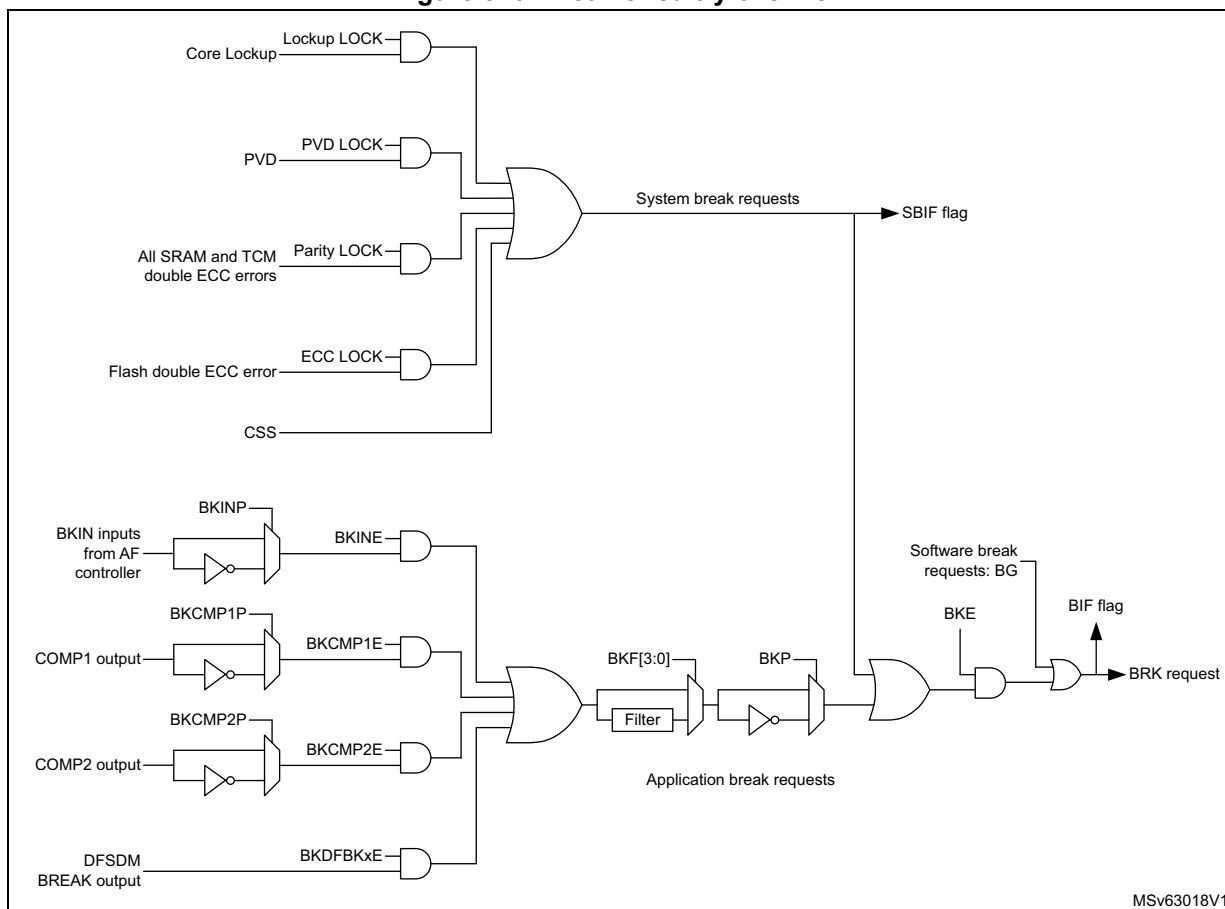 Lockup LOCK
Core Lockup
PVD LOCK
PVD
Parity LOCK
All SRAM and TCM
double ECC errors
ECC LOCK
Flash double ECC error
CSS
System break requests
SBIF flag
BKINP
BKIN inputs
from AF
controller
BKINE
BKCMP1P
BKCMP1E
COMP1 output
BKCMP2P
BKCMP2E
COMP2 output
BKDFBKxE
DFSDM
BREAK output
BKF[3:0]
Filter
BKP
Application break requests
Software break
requests: BG
BKE
BIF flag
BRK request
MSv63018V1